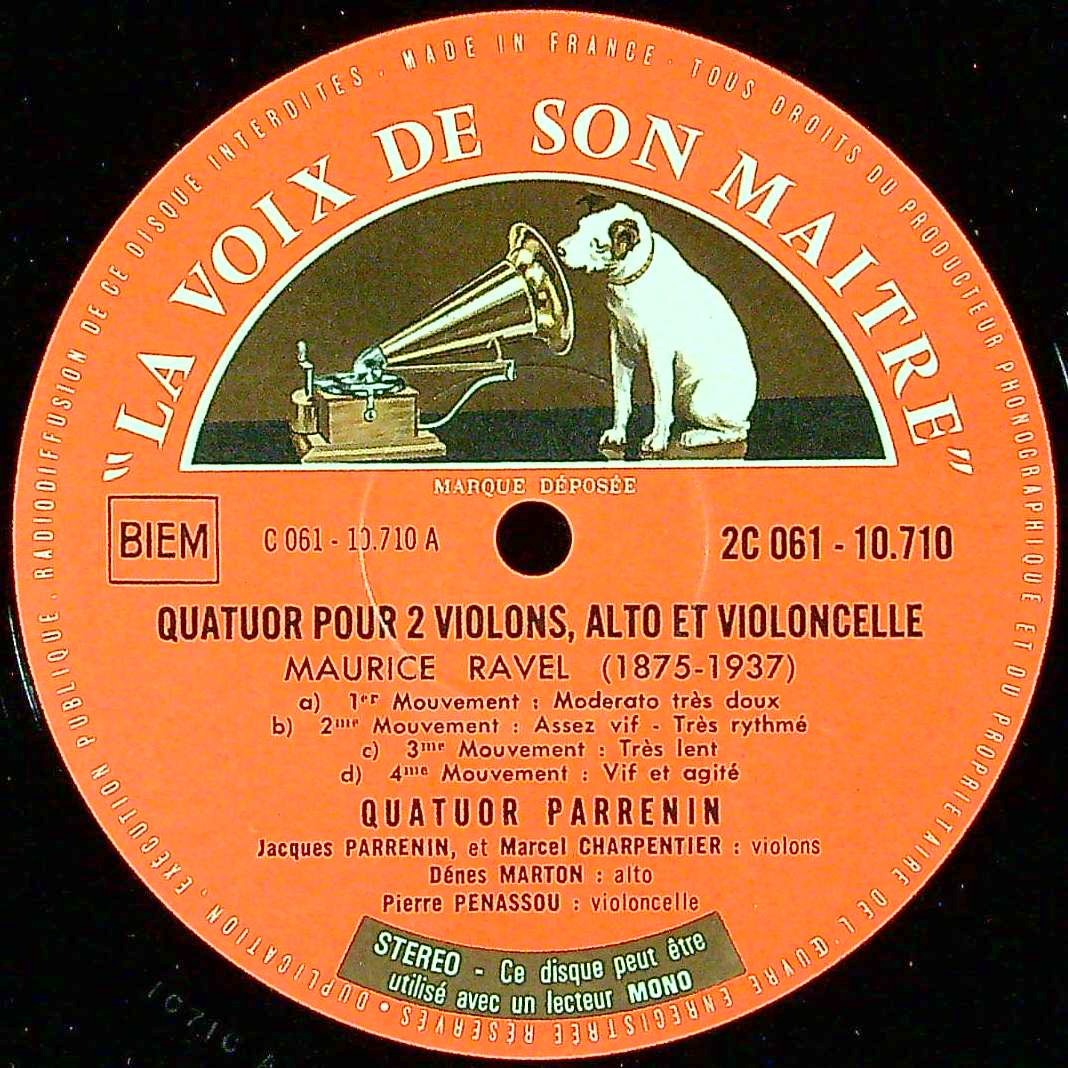 MADE IN FRANCE · TOUS DROITS DU PRODUCTEUR PHONOGRAPHIQUE ET DU PROPRIÉTAIRE DE L'ŒUVRE ENREGISTRÉE RÉSERVÉS • DUPLICATION, EXÉCUTION PUBLIQUE, RADIODIFFUSION DE CE DISQUE INTERDITES ·
"LA VOIX DE SON MAITRE"
MARQUE DÉPOSÉE
BIEM
C 061 - 10.710 A
2C 061 - 10.710
QUATUOR POUR 2 VIOLONS, ALTO ET VIOLONCELLE
MAURICE RAVEL (1875-1937)
a) 1er Mouvement : Moderato très doux
b) 2me Mouvement : Assez vif - Très rythmé
c) 3me Mouvement : Très lent
d) 4me Mouvement : Vif et agité
QUATUOR PARRENIN
Jacques PARRENIN, et Marcel CHARPENTIER : violons
Dénes MARTON : alto
Pierre PENASSOU : violoncelle
STEREO - Ce disque peut être
utilisé avec un lecteur MONO